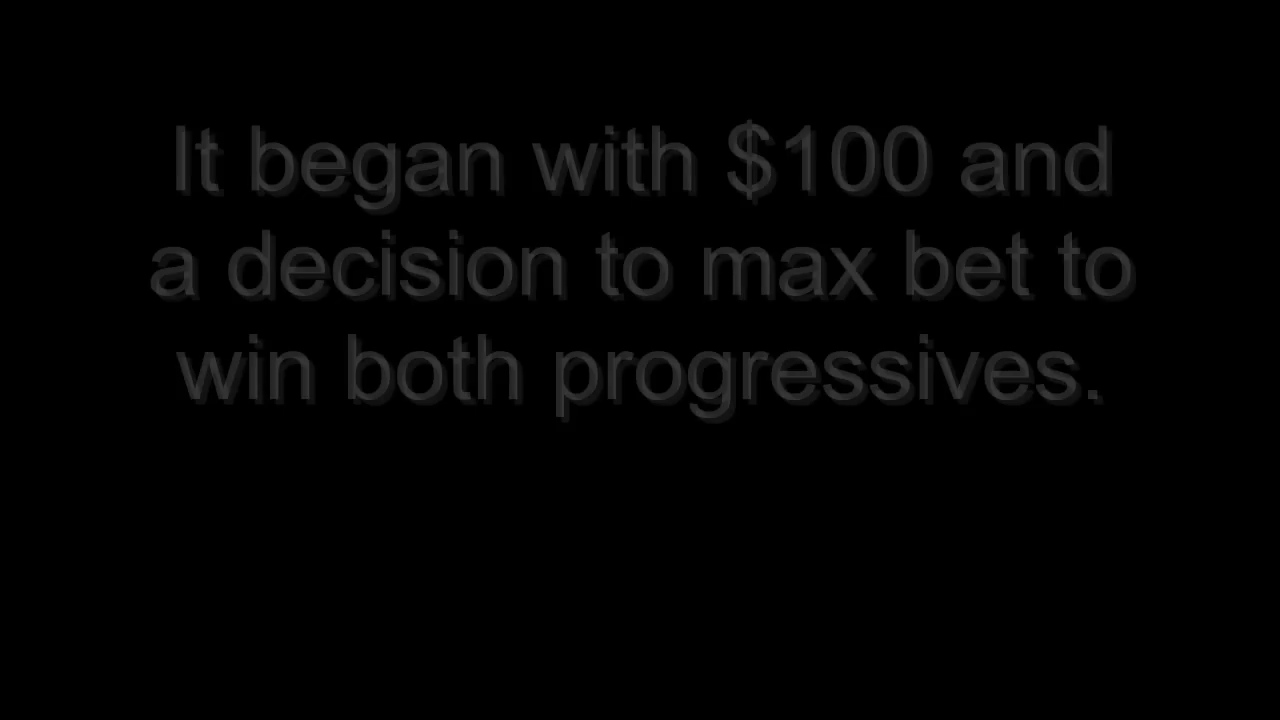 It began with $100 and
a decision to max bet to
win both progressives.